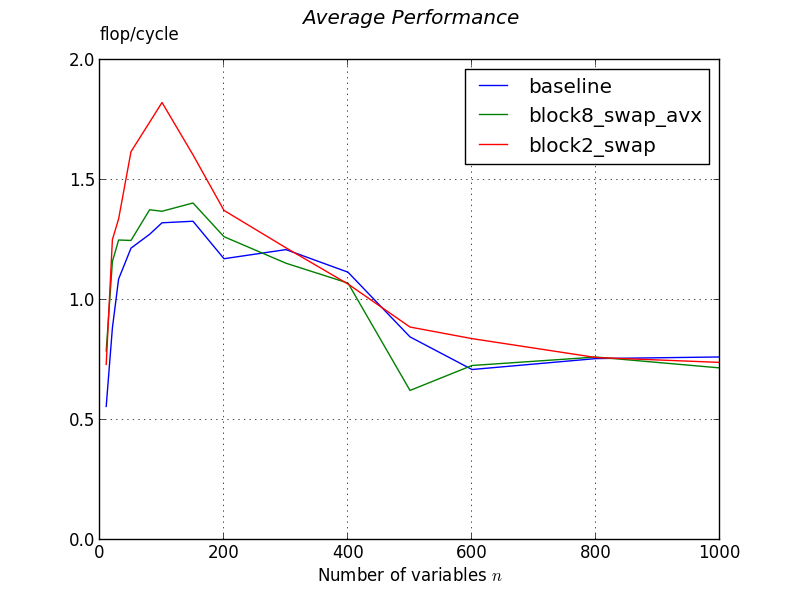 Average Performance
flop/cycle
baseline
block8_swap_avx
block2_swap
2.0
1.5
1.0
0.5
0.0
0 200 400 600 800 1000
Number of variables n